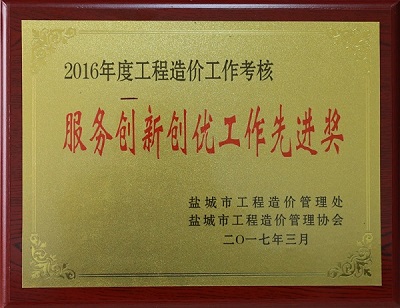 2016年度工程造价工作考核
服务创新创优工作先进奖
盐城市工程造价管理处
盐城市工程造价管理协会
二〇一七年三月